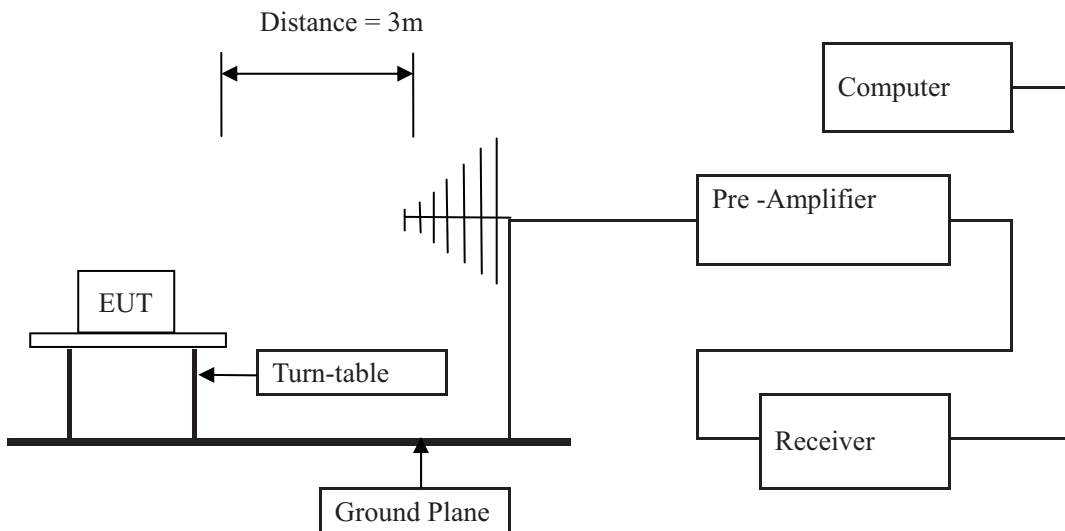 Distance = 3m
Computer
Pre -Amplifier
EUT
Turn-table
Receiver
Ground Plane